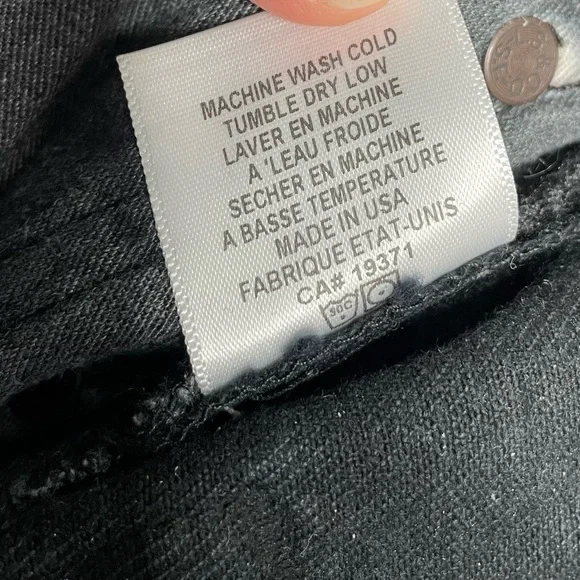 MACHINE WASH COLD
TUMBLE DRY LOW
LAVER EN MACHINE
A 'LEAU FROIDE
SECHER EN MACHINE
A BASSE TEMPERATURE
MADE IN USA
FABRIQUE ETAT-UNIS
CA# 19371